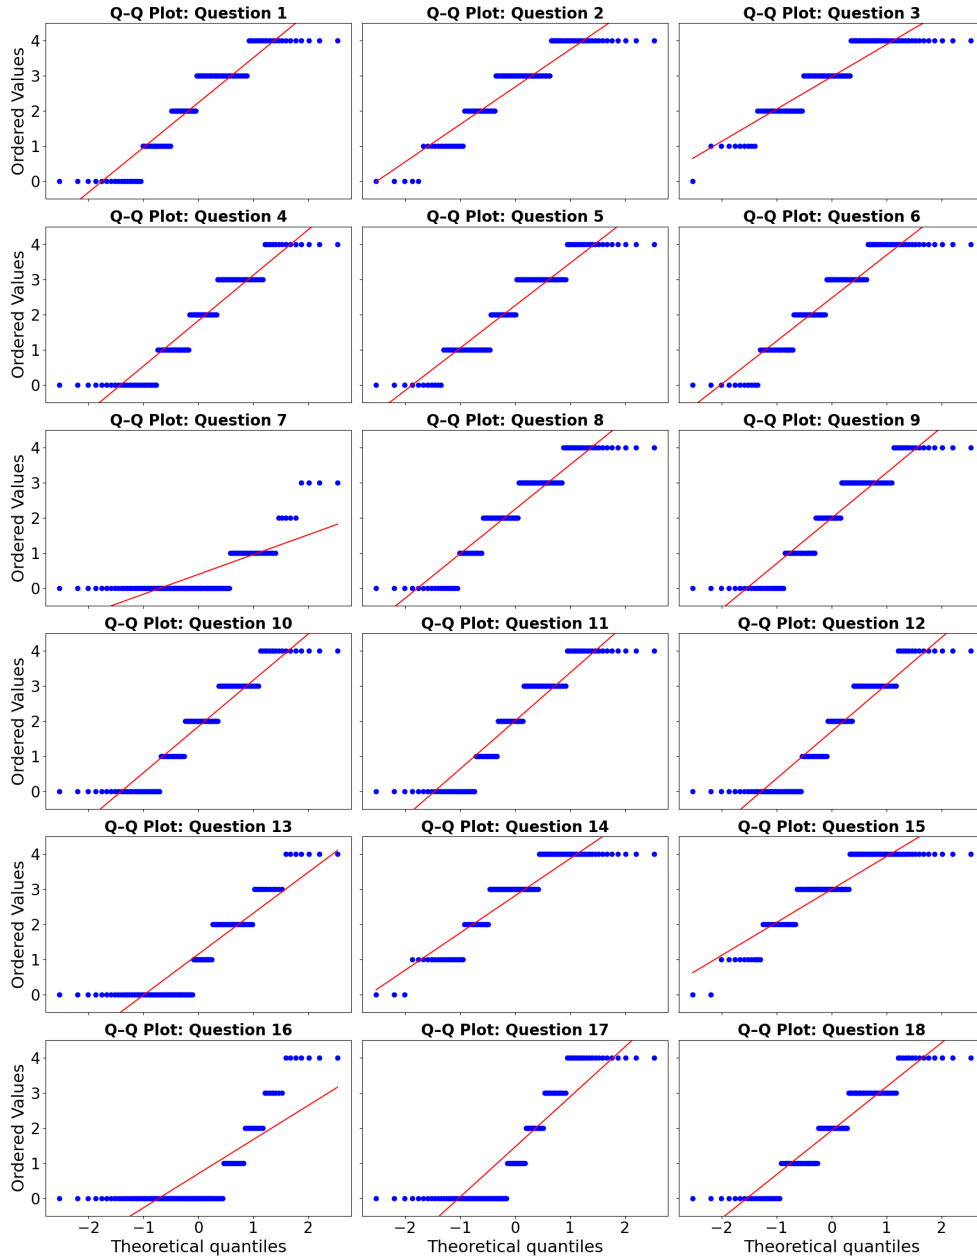 Q–Q Plot: Question 1 Q–Q Plot: Question 2 Q–Q Plot: Question 3
Ordered Values
4
3
2
1
0
Q–Q Plot: Question 4 Q–Q Plot: Question 5 Q–Q Plot: Question 6
Ordered Values
4
3
2
1
0
Q–Q Plot: Question 7 Q–Q Plot: Question 8 Q–Q Plot: Question 9
Ordered Values
4
3
2
1
0
Q–Q Plot: Question 10 Q–Q Plot: Question 11 Q–Q Plot: Question 12
Ordered Values
4
3
2
1
0
Q–Q Plot: Question 13 Q–Q Plot: Question 14 Q–Q Plot: Question 15
Ordered Values
4
3
2
1
0
Q–Q Plot: Question 16 Q–Q Plot: Question 17 Q–Q Plot: Question 18
Ordered Values
4
3
2
1
0
−2 −1 0 1 2 −2 −1 0 1 2 −2 −1 0 1 2
Theoretical quantiles Theoretical quantiles Theoretical quantiles